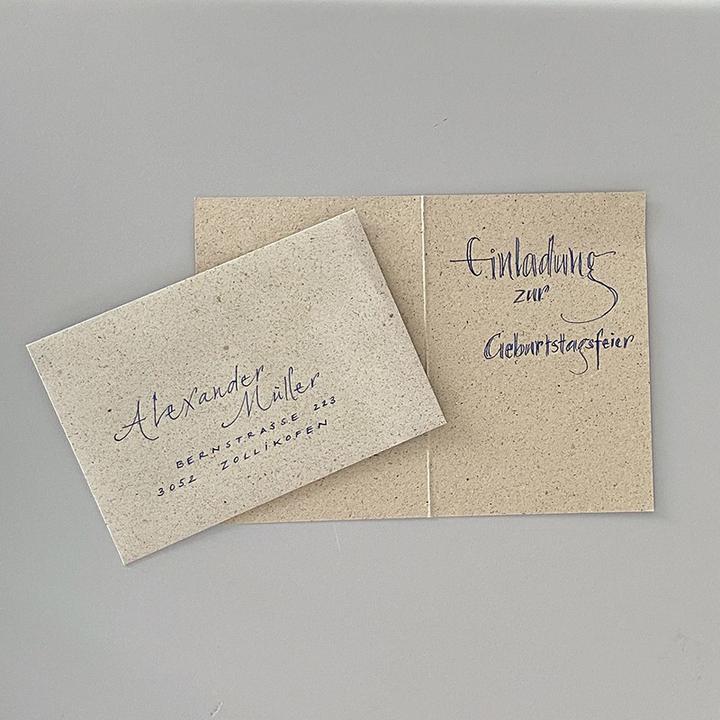 Alexander
Müller
BERNSTRASSE 223
3052 ZOLLIKOFEN
Einladung
zur
Geburtstagsfeier